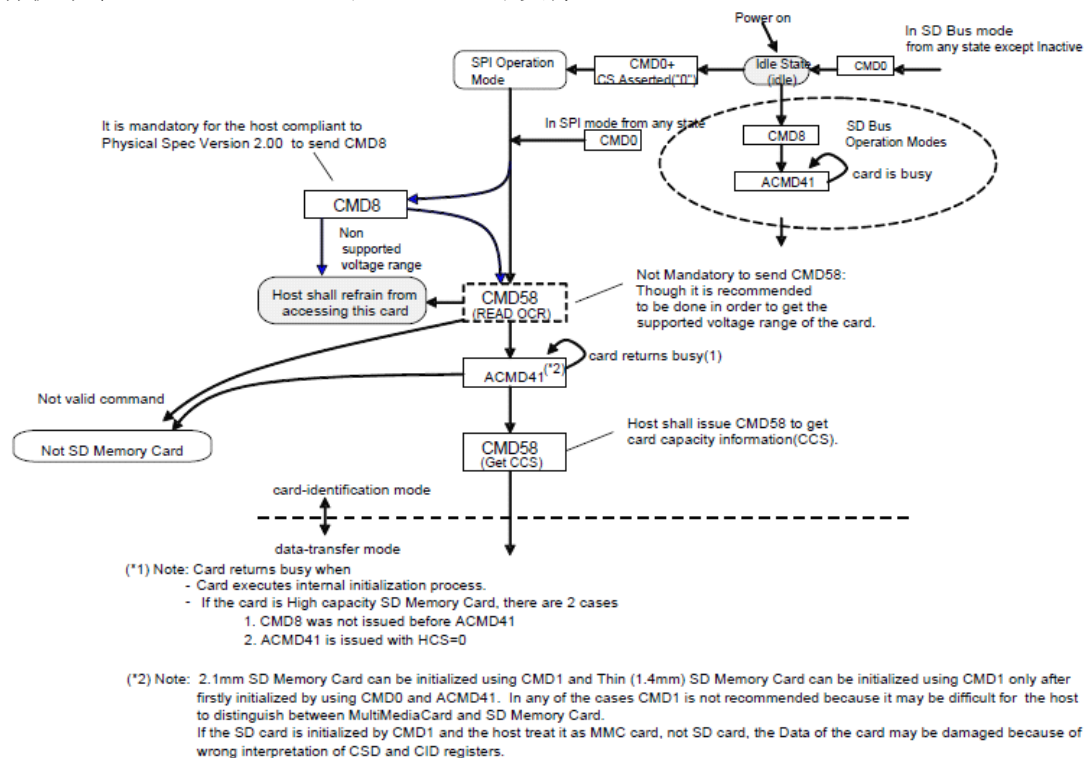 Power on
In SD Bus mode
from any state except Inactive
SPI Operation
Mode
CMD0+
CS Asserted("0")
Idle State
(idle)
CMD0
It is mandatory for the host compliant to
Physical Spec Version 2.00 to send CMD8
In SPI mode from any state
CMD0
CMD8
SD Bus
Operation Modes
ACMD41
card is busy
CMD8
Non
supported
voltage range
Host shall refrain from
accessing this card
CMD58
(READ OCR)
Not Mandatory to send CMD58:
Though it is recommended
to be done in order to get the
supported voltage range of the card.
card returns busy(1)
ACMD41(*2)
Not valid command
Not SD Memory Card
Host shall issue CMD58 to get
card capacity information(CCS).
CMD58
(Get CCS)
card-identification mode
data-transfer mode
(*1) Note: Card returns busy when
- Card executes internal initialization process.
- If the card is High capacity SD Memory Card, there are 2 cases
1. CMD8 was not issued before ACMD41
2. ACMD41 is issued with HCS=0
(*2) Note: 2.1mm SD Memory Card can be initialized using CMD1 and Thin (1.4mm) SD Memory Card can be initialized using CMD1 only after
firstly initialized by using CMD0 and ACMD41. In any of the cases CMD1 is not recommended because it may be difficult for the host
to distinguish between MultiMediaCard and SD Memory Card.
If the SD card is initialized by CMD1 and the host treat it as MMC card, not SD card, the Data of the card may be damaged because of
wrong interpretation of CSD and CID registers.